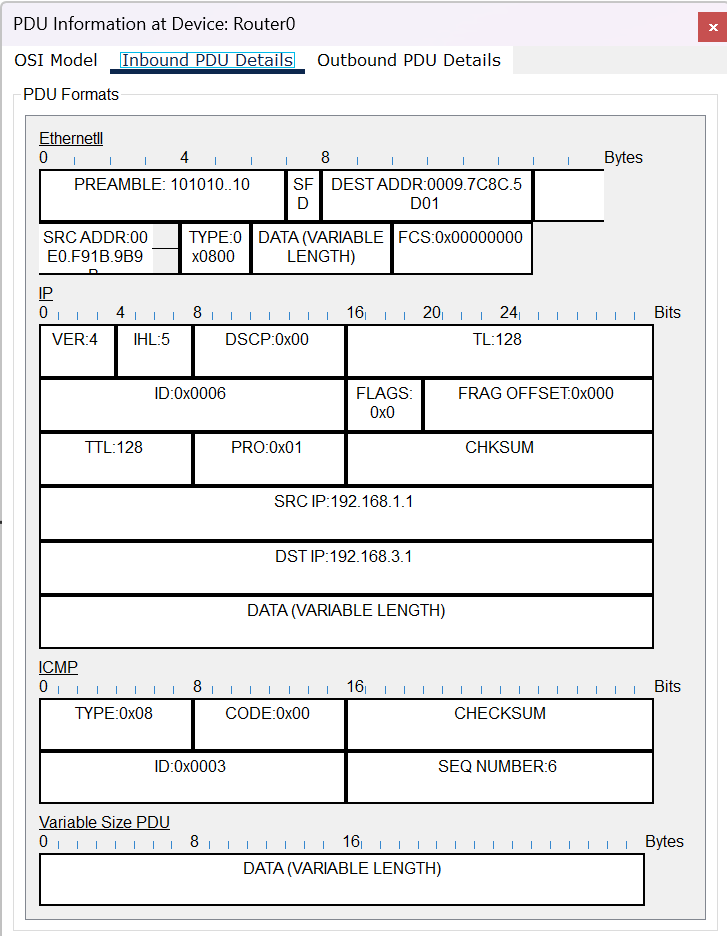 PDU Information at Device: Router0
x
OSI Model Inbound PDU Details Outbound PDU Details
PDU Formats
EthernetII
0 4 8 Bytes
PREAMBLE: 101010..10
SF
D
DEST ADDR:0009.7C8C.5
D01
SRC ADDR:00
E0.F91B.9B9
TYPE:0
x0800
DATA (VARIABLE
LENGTH)
FCS:0x00000000
IP
0 4 8 16 20 24 Bits
VER:4 IHL:5 DSCP:0x00 TL:128
ID:0x0006
FLAGS:
0x0
FRAG OFFSET:0x000
TTL:128 PRO:0x01 CHKSUM
SRC IP:192.168.1.1
DST IP:192.168.3.1
DATA (VARIABLE LENGTH)
ICMP
0 8 16 Bits
TYPE:0x08 CODE:0x00 CHECKSUM
ID:0x0003 SEQ NUMBER:6
Variable Size PDU
0 8 16 Bytes
DATA (VARIABLE LENGTH)